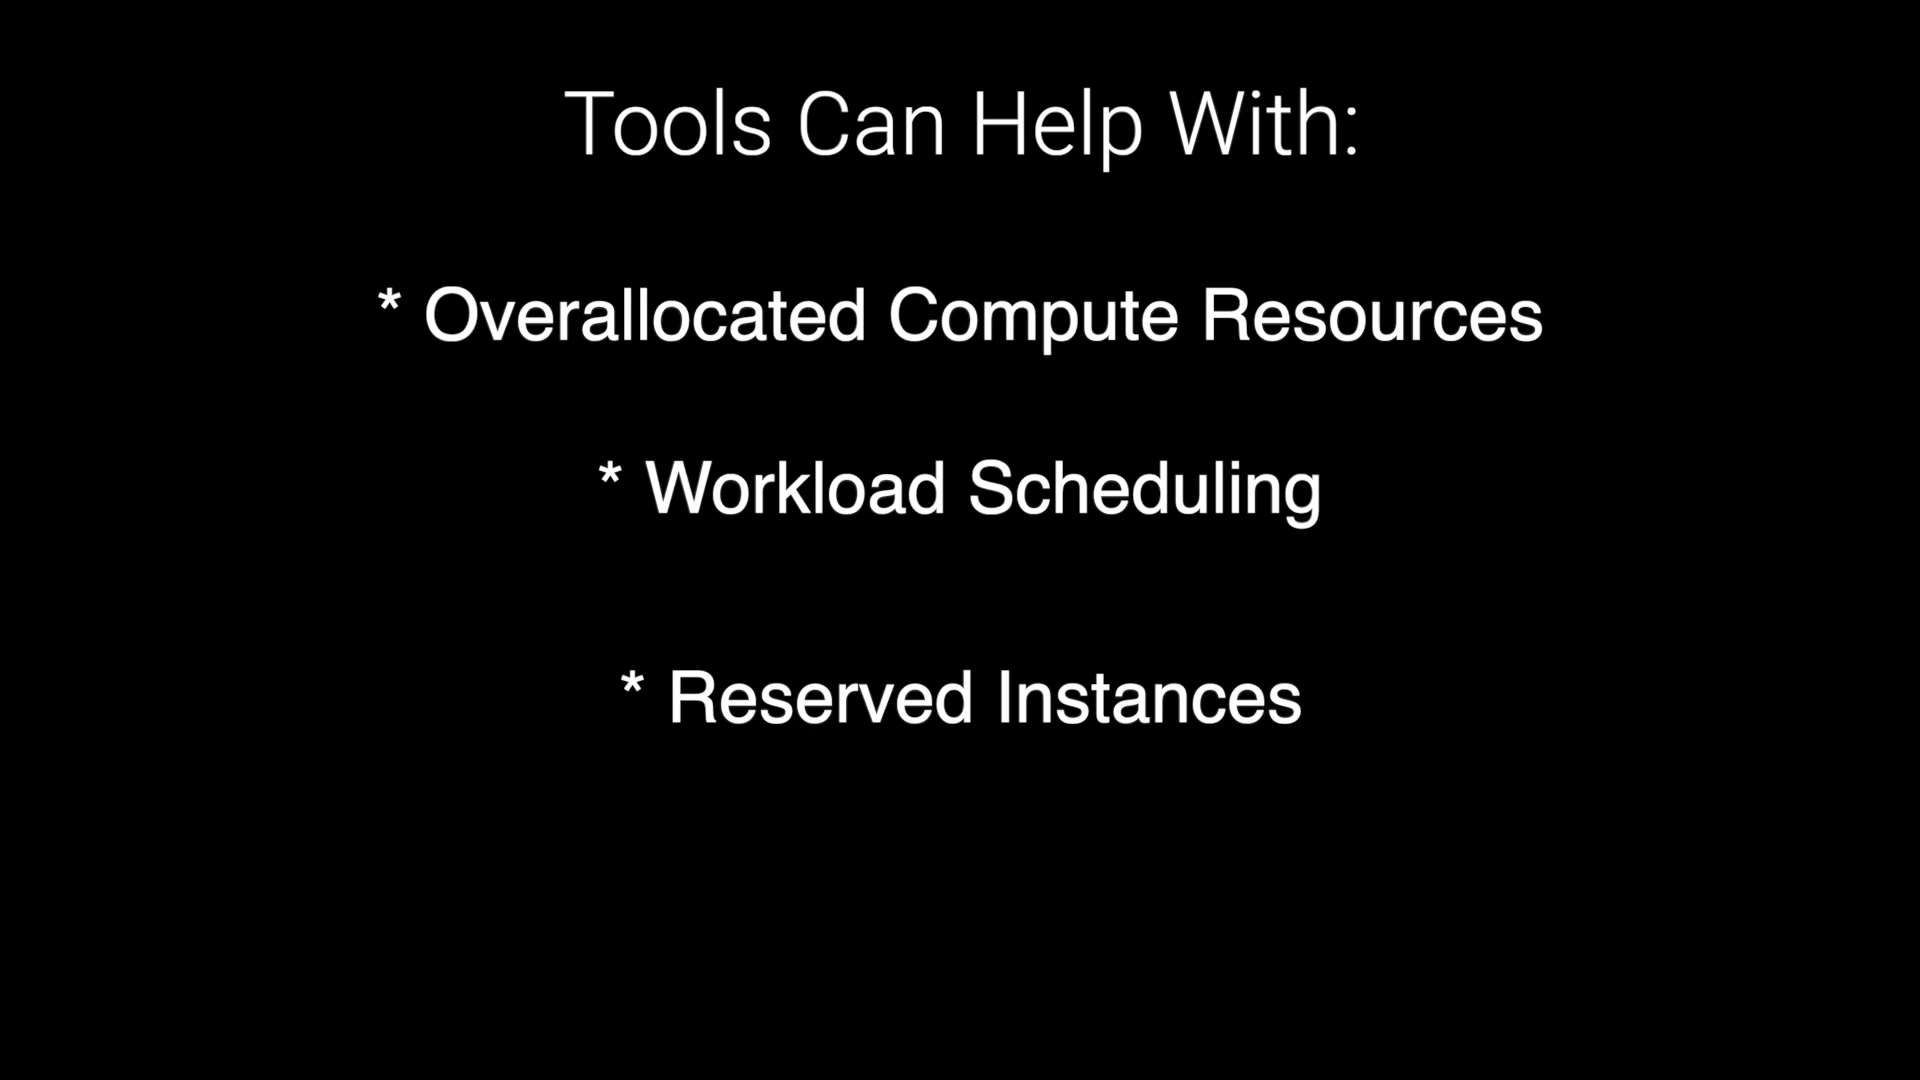 Tools Can Help With:
* Overallocated Compute Resources
* Workload Scheduling
* Reserved Instances